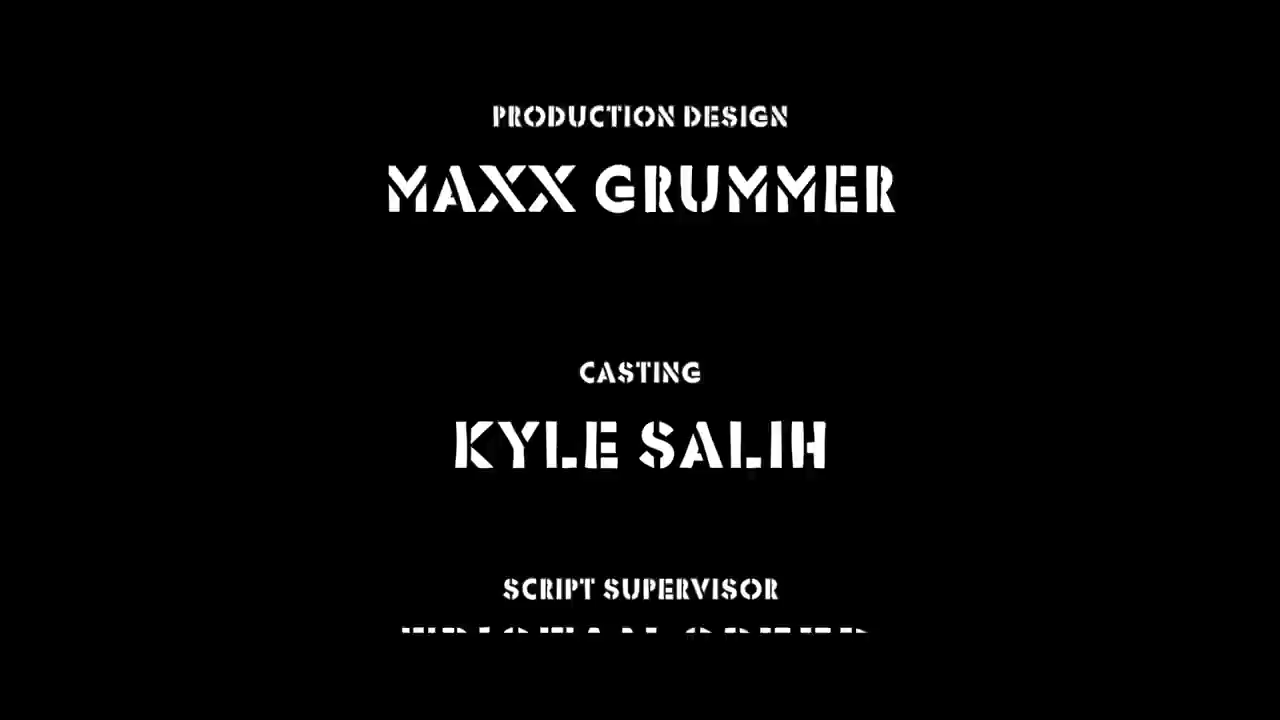 PRODUCTION DESIGN
MAXX GRUMMER
CASTING
KYLE SALIH
SCRIPT SUPERVISOR